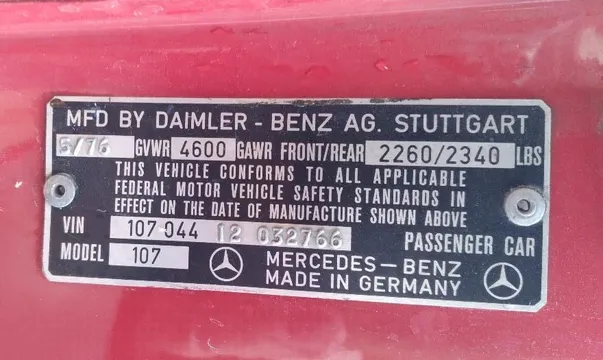 MFD BY DAIMLER - BENZ AG. STUTTGART
5/76 GVWR 4600 GAWR FRONT/REAR 2260/2340 LBS
THIS VEHICLE CONFORMS TO ALL APPLICABLE
FEDERAL MOTOR VEHICLE SAFETY STANDARDS IN
EFFECT ON THE DATE OF MANUFACTURE SHOWN ABOVE
VIN 107-044 12 032766 PASSENGER CAR
MODEL 107 MERCEDES-BENZ
MADE IN GERMANY